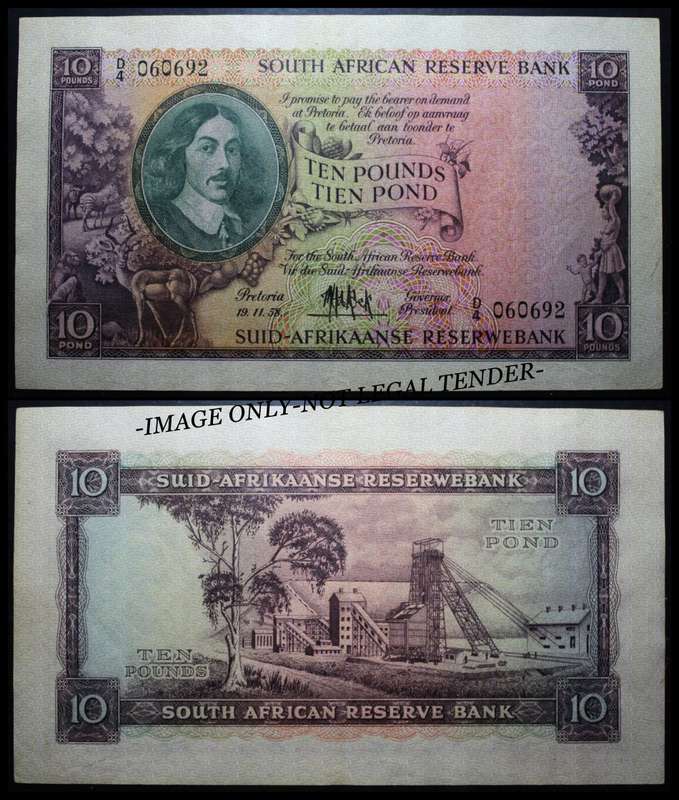 10
POUNDS
D/4 060692
SOUTH AFRICAN RESERVE BANK
10
POND
I promise to pay the bearer on demand
at Pretoria. Ek beloof op aanvraag
te betaal aan toonder te
Pretoria.
TEN POUNDS
TIEN POND
For the South African Reserve Bank.
Vir die Suid-Afrikaanse Reserwebank.
Pretoria
19.11.58.
Governor.
President.
D/4 060692
10
POND
SUID-AFRIKAANSE RESERWEBANK
10
POUNDS
-IMAGE ONLY-NOT LEGAL TENDER-
10
SUID-AFRIKAANSE RESERWEBANK
10
TIEN
POND
TEN
POUNDS
10
SOUTH AFRICAN RESERVE BANK
10